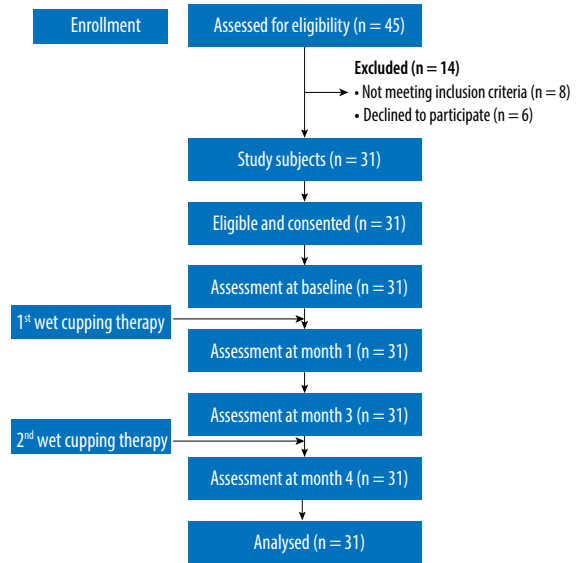 Enrollment
Assessed for eligibility (n = 45)
Excluded (n = 14)
• Not meeting inclusion criteria (n = 8)
• Declined to participate (n = 6)
Study subjects (n = 31)
Eligible and consented (n = 31)
Assessment at baseline (n = 31)
1st wet cupping therapy
Assessment at month 1 (n = 31)
Assessment at month 3 (n = 31)
2nd wet cupping therapy
Assessment at month 4 (n = 31)
Analysed (n = 31)